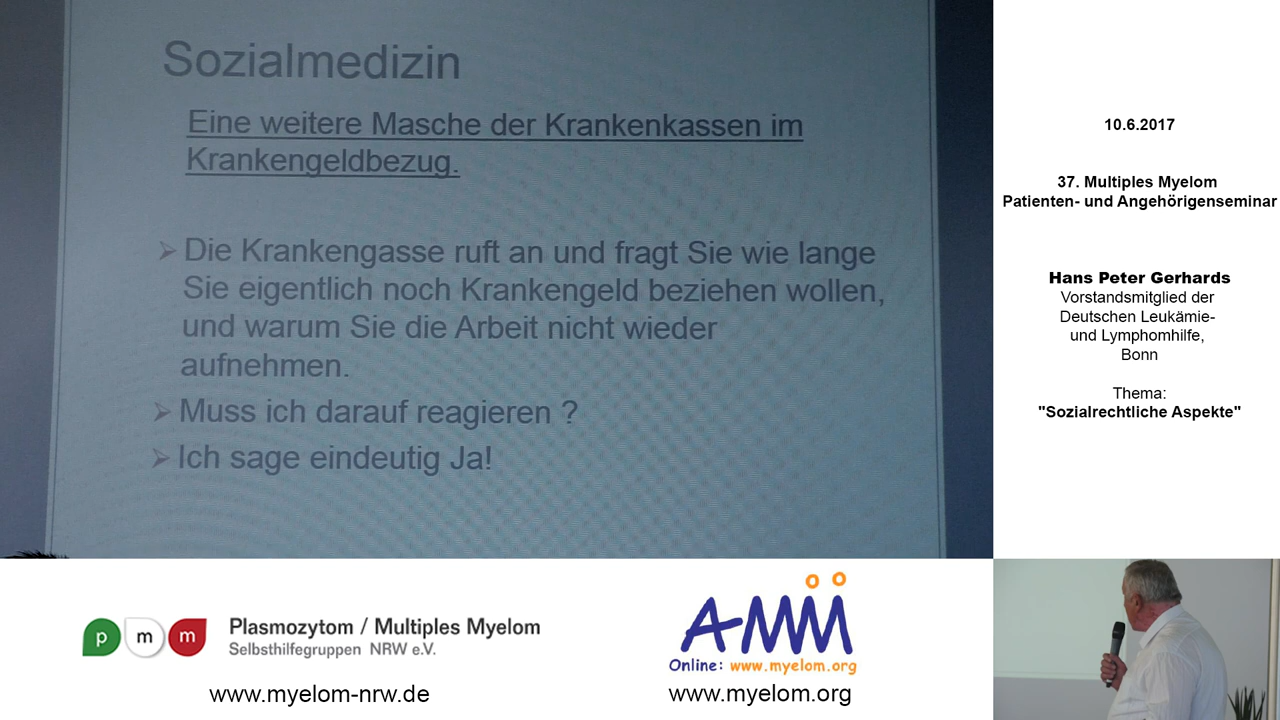 Sozialmedizin
Eine weitere Masche der Krankenkassen im
Krankengeldbezug.
Die Krankengasse ruft an und fragt Sie wie lange
Sie eigentlich noch Krankengeld beziehen wollen,
und warum Sie die Arbeit nicht wieder
aufnehmen.
Muss ich darauf reagieren ?
Ich sage eindeutig Ja!
10.6.2017
37. Multiples Myelom
Patienten- und Angehörigenseminar
Hans Peter Gerhards
Vorstandsmitglied der
Deutschen Leukämie-
und Lymphomhilfe,
Bonn
Thema:
"Sozialrechtliche Aspekte"
p m m
Plasmozytom / Multiples Myelom
Selbsthilfegruppen NRW e.V.
www.myelom-nrw.de
AMM
Online: www.myelom.org
www.myelom.org